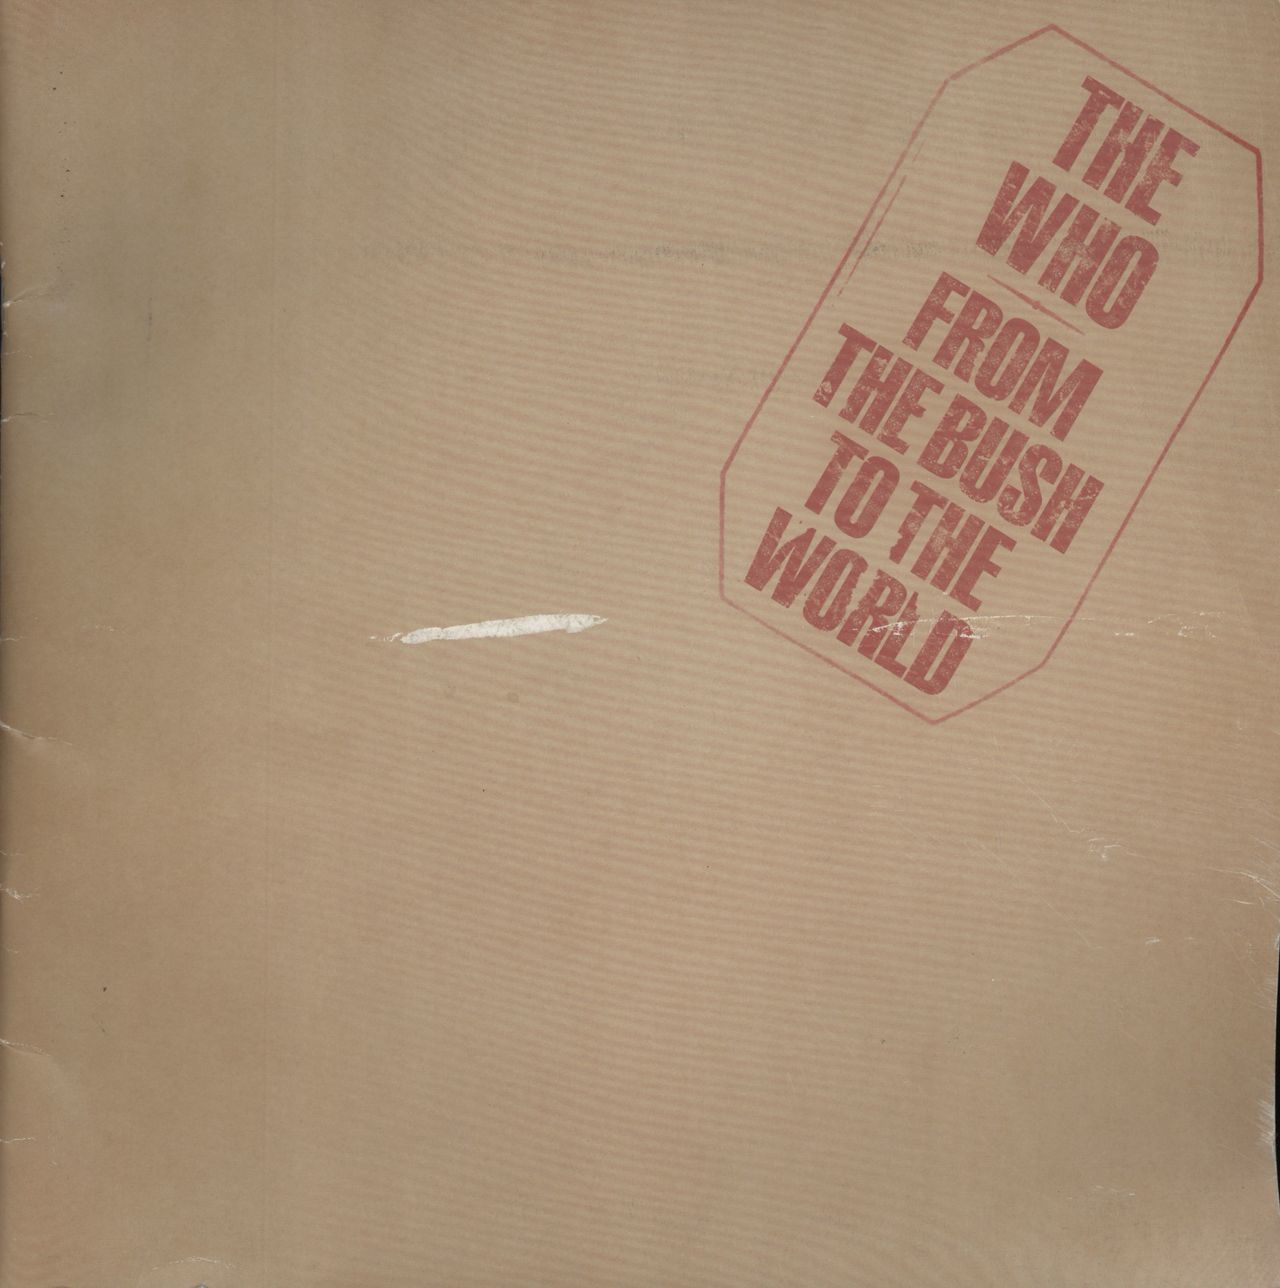 THE
WHO
FROM
THE BUSH
TO THE
WORLD